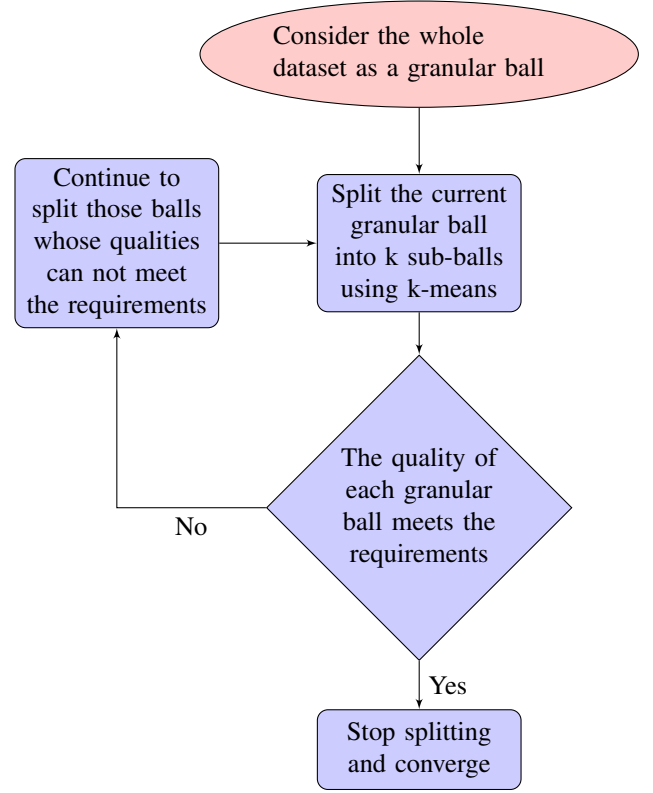 Consider the whole
dataset as a granular ball
Continue to
split those balls
whose qualities
can not meet
the requirements
Split the current
granular ball
into k sub-balls
using k-means
The quality of
each granular
ball meets the
requirements
No
Yes
Stop splitting
and converge